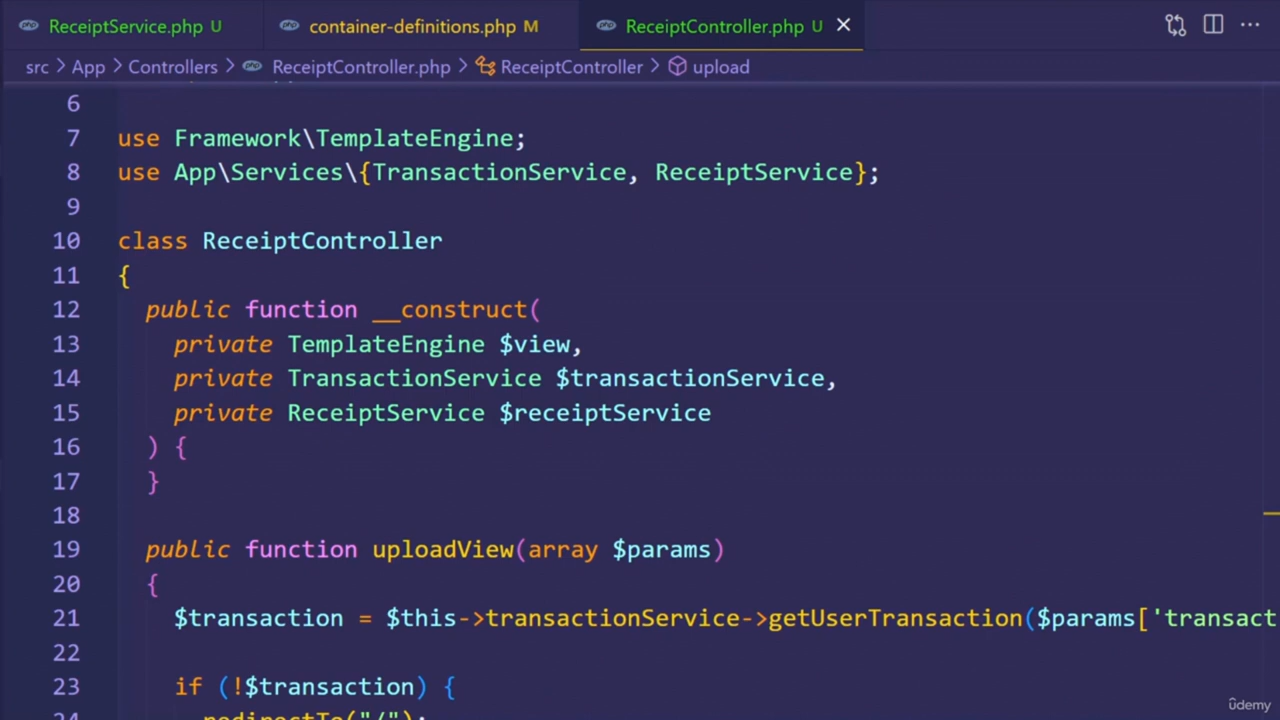 ReceiptService.php U container-definitions.php M ReceiptController.php U
src > App > Controllers > ReceiptController.php > ReceiptController > upload
6
7 use Framework\TemplateEngine;
8 use App\Services\{TransactionService, ReceiptService};
9
10 class ReceiptController
11 {
12 public function __construct(
13 private TemplateEngine $view,
14 private TransactionService $transactionService,
15 private ReceiptService $receiptService
16 ) {
17 }
18
19 public function uploadView(array $params)
20 {
21 $transaction = $this->transactionService->getUserTransaction($params['transact
22
23 if (!$transaction) {
24 redirectTo("/");
ûdemy